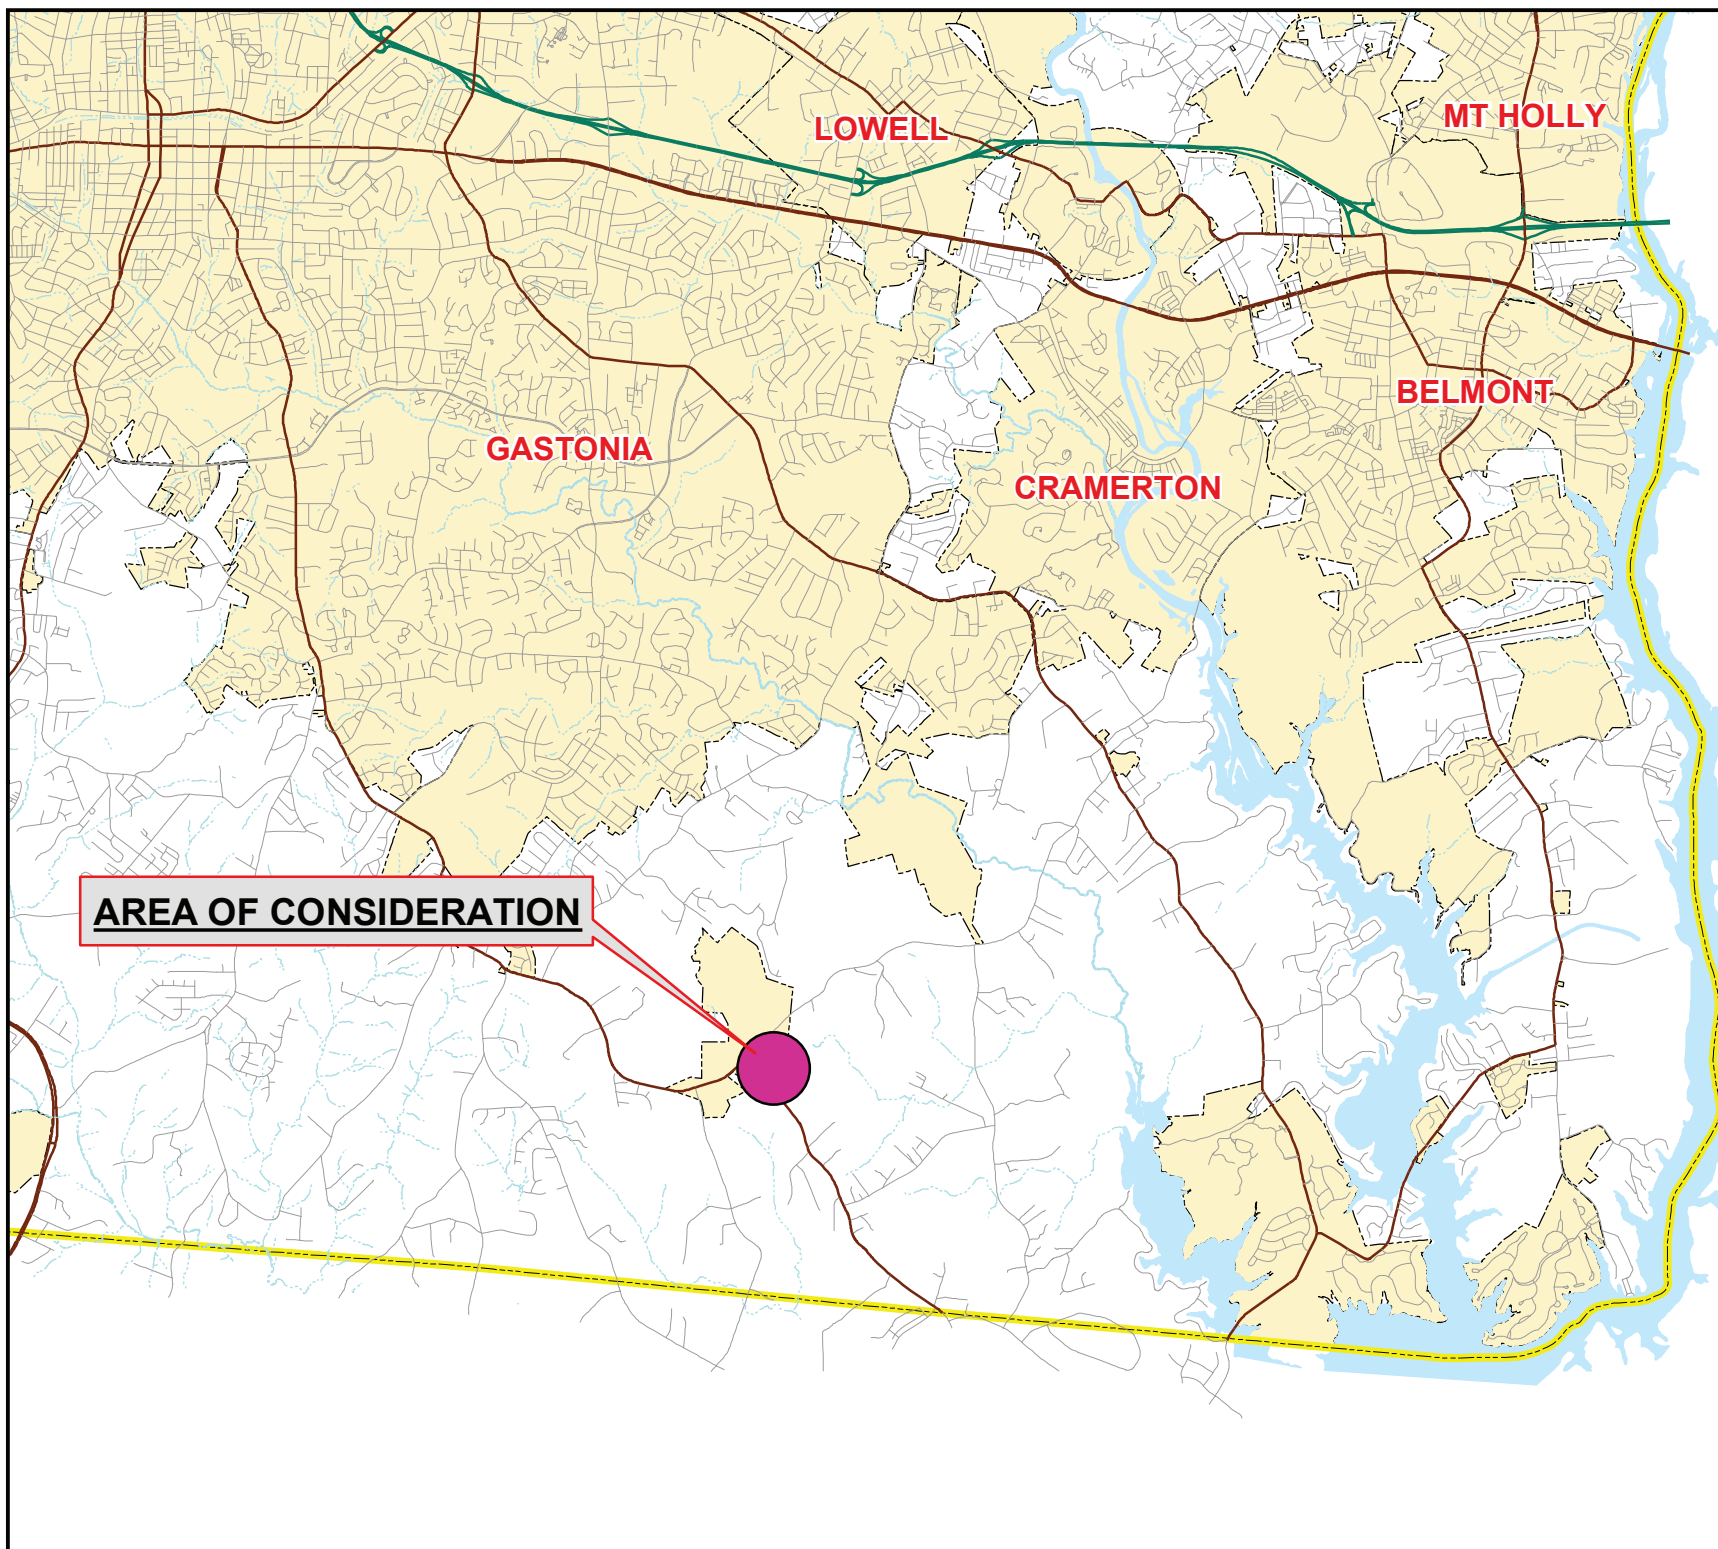 MT HOLLY
LOWELL
BELMONT
GASTONIA
CRAMERTON
AREA OF CONSIDERATION